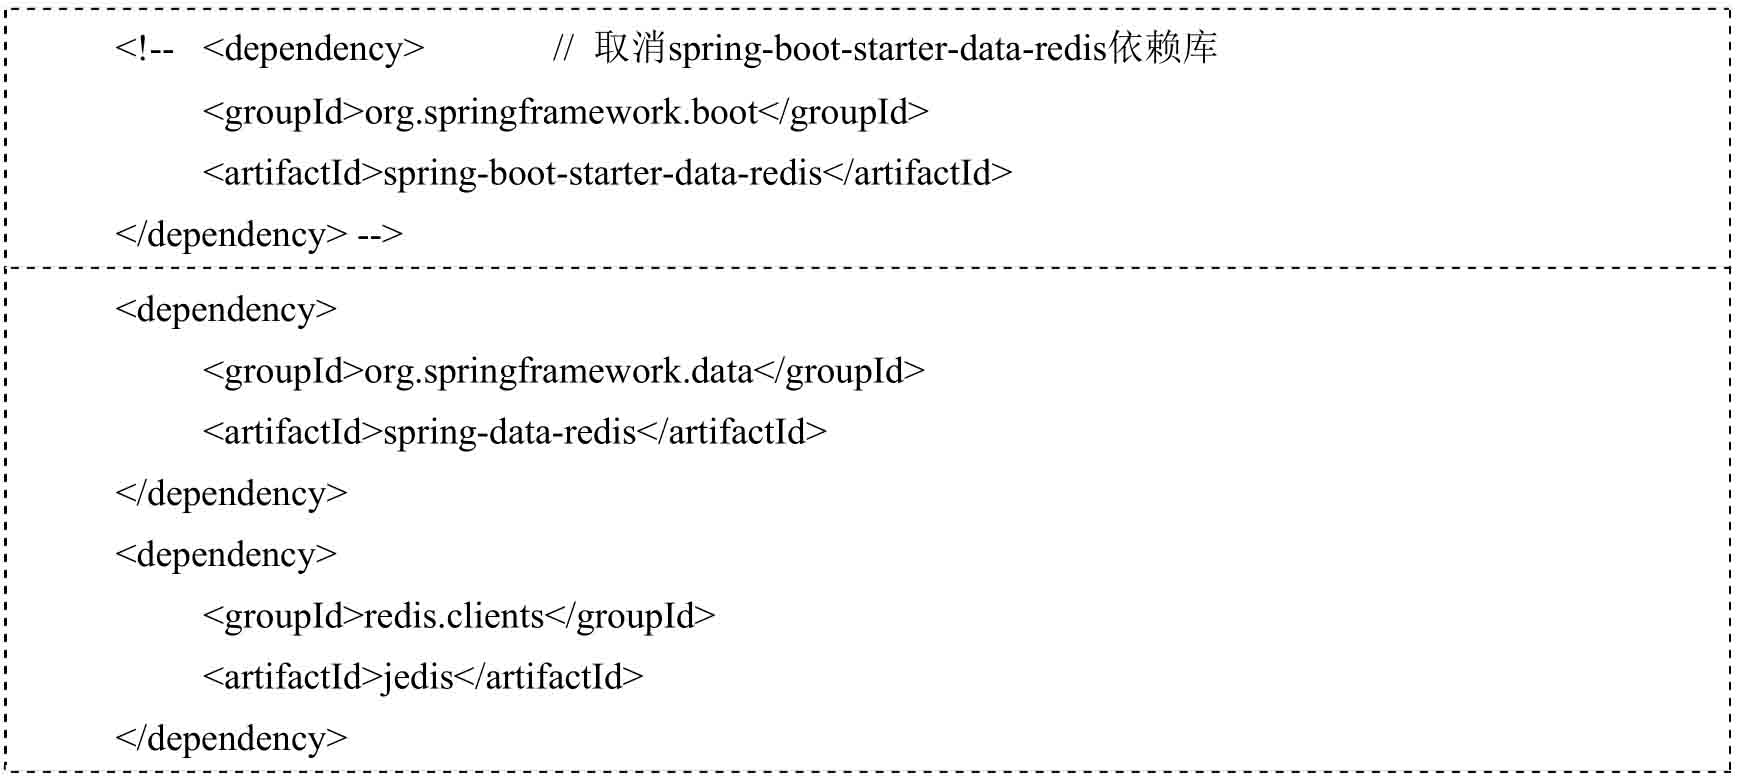 <!-- <dependency> // 取消spring-boot-starter-data-redis依赖库
<groupId>org.springframework.boot</groupId>
<artifactId>spring-boot-starter-data-redis</artifactId>
</dependency> -->
<dependency>
<groupId>org.springframework.data</groupId>
<artifactId>spring-data-redis</artifactId>
</dependency>
<dependency>
<groupId>redis.clients</groupId>
<artifactId>jedis</artifactId>
</dependency>